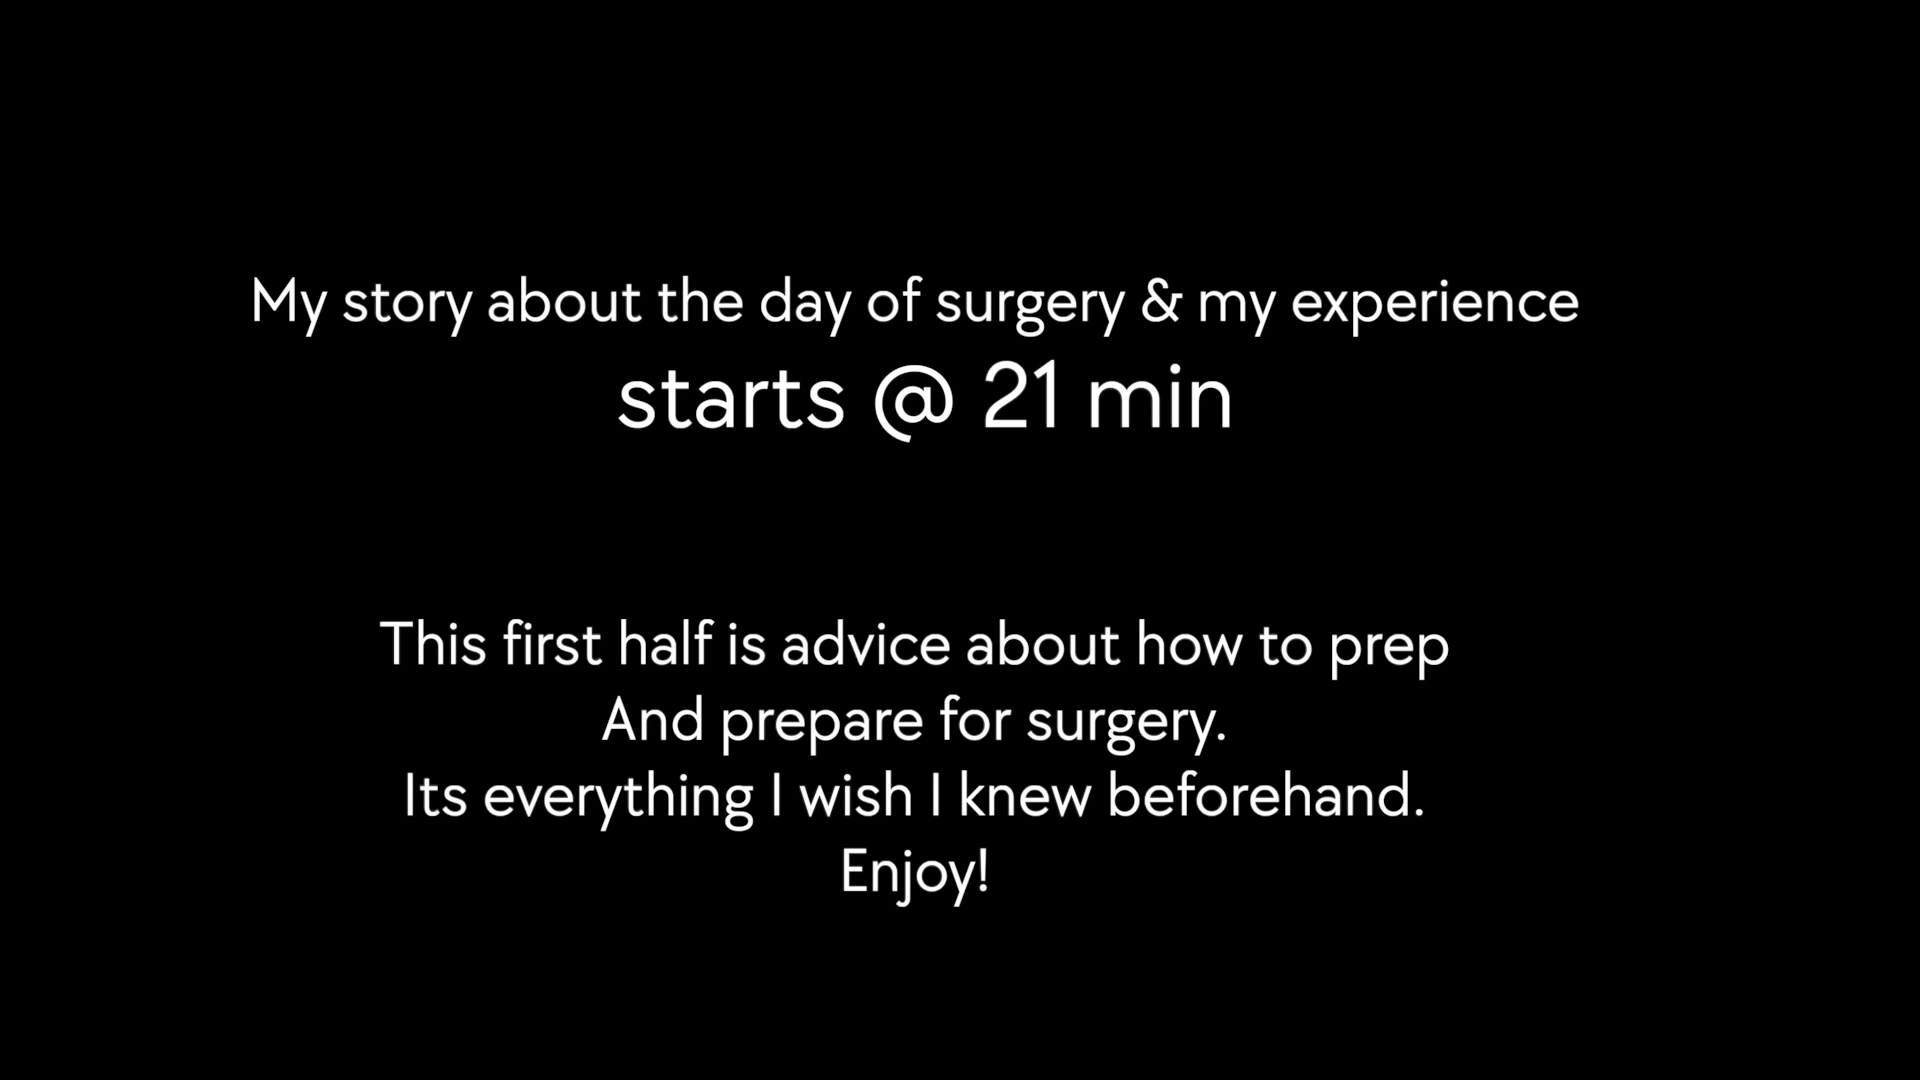 My story about the day of surgery & my experience
starts @ 21 min
This first half is advice about how to prep
And prepare for surgery.
Its everything I wish I knew beforehand.
Enjoy!